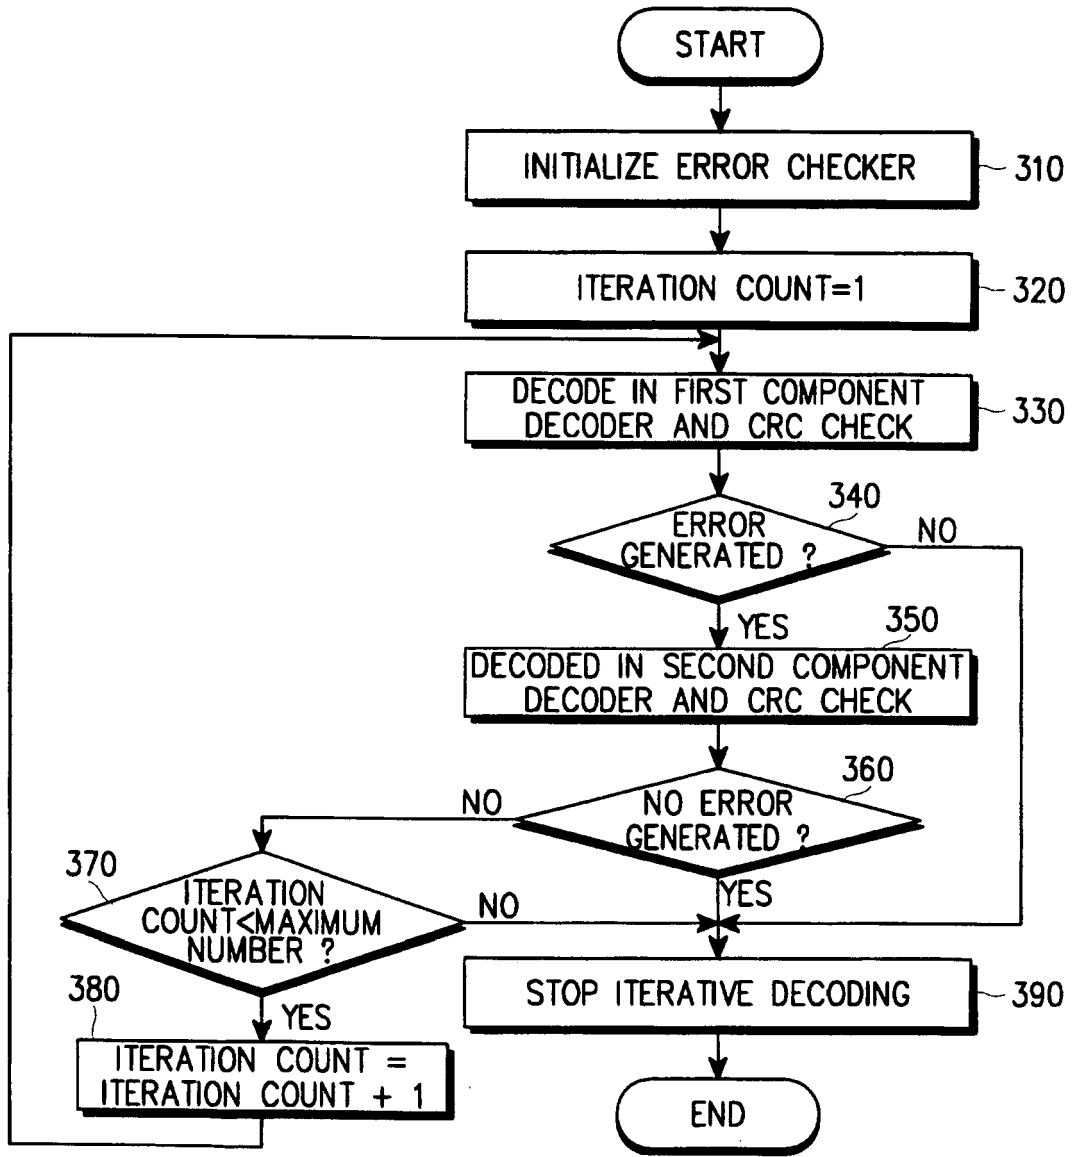 START
INITIALIZE ERROR CHECKER
310
ITERATION COUNT=1
320
DECODE IN FIRST COMPONENT
DECODER AND CRC CHECK
330
340
ERROR
GENERATED ?
NO
YES
350
DECODED IN SECOND COMPONENT
DECODER AND CRC CHECK
360
NO ERROR
GENERATED ?
NO
YES
370
ITERATION
COUNT<MAXIMUM
NUMBER ?
NO
YES
380
ITERATION COUNT =
ITERATION COUNT + 1
STOP ITERATIVE DECODING
390
END